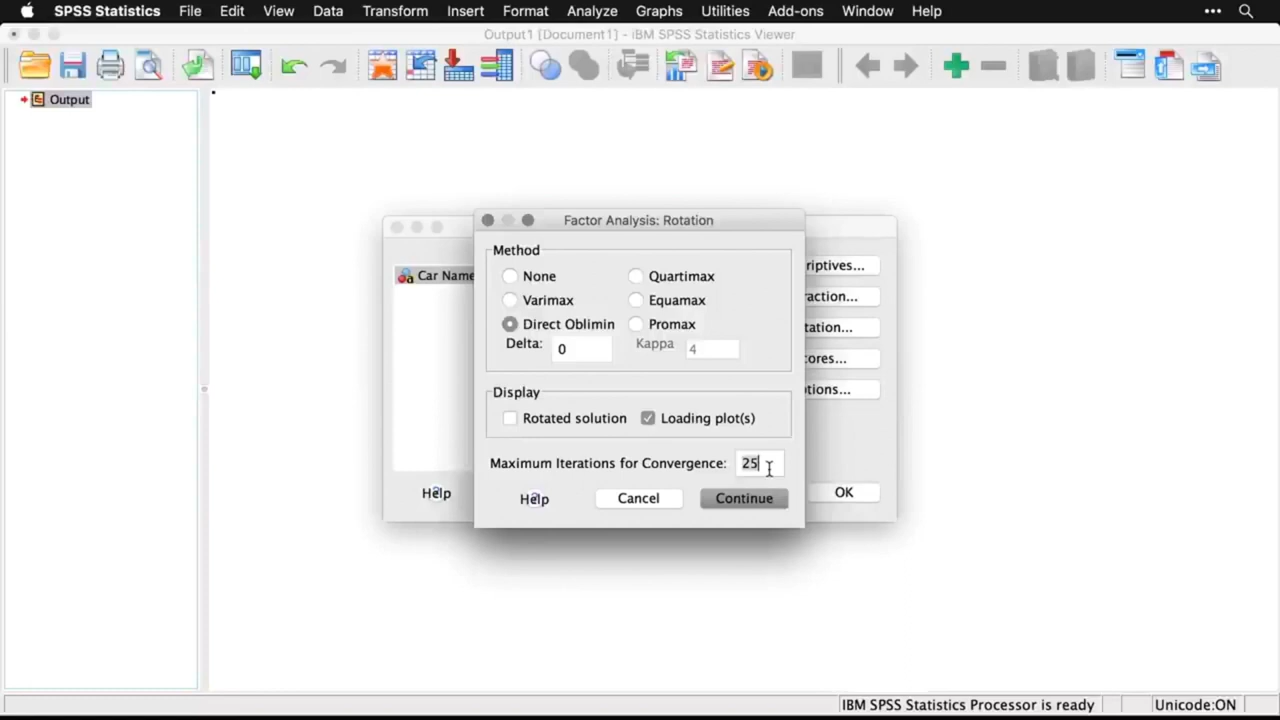 SPSS Statistics File Edit View Data Transform Insert Format Analyze Graphs Utilities Add-ons Window Help
Output1 [Document1] - IBM SPSS Statistics Viewer
Output
Factor Analysis: Rotation
Method
None Quartimax
Varimax Equamax
Direct Oblimin Promax
Delta: 0 Kappa 4
Display
Rotated solution Loading plot(s)
Maximum Iterations for Convergence: 25
Help Cancel Continue
Car Name
riptives...
action...
tation...
ores...
tions...
Help OK
IBM SPSS Statistics Processor is ready Unicode:ON